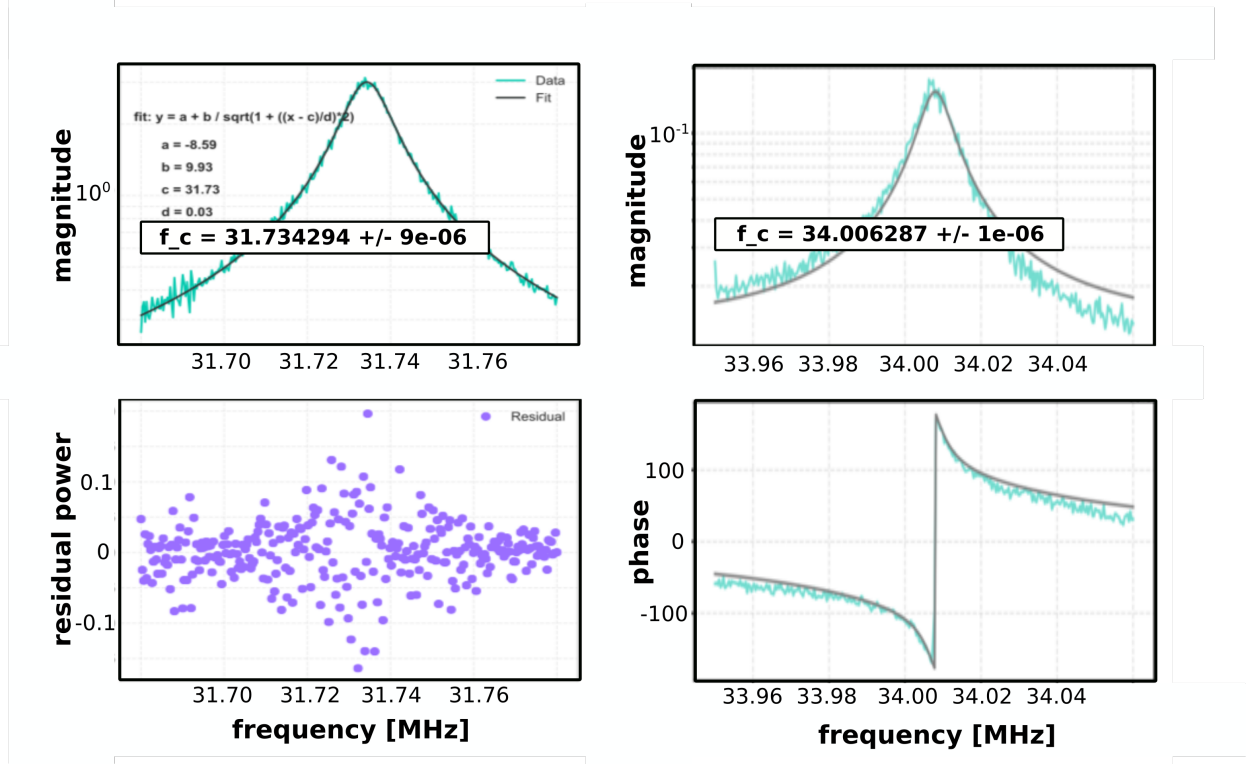 magnitude
10^0
Data
Fit
fit: y = a + b / sqrt(1 + ((x - c)/d)^2)
a = -8.59
b = 9.93
c = 31.73
d = 0.03
f_c = 31.734294 +/- 9e-06
31.70 31.72 31.74 31.76
magnitude
10^-1
f_c = 34.006287 +/- 1e-06
33.96 33.98 34.00 34.02 34.04
residual power
0.1
0
-0.1
Residual
31.70 31.72 31.74 31.76
frequency [MHz]
phase
100
0
-100
33.96 33.98 34.00 34.02 34.04
frequency [MHz]